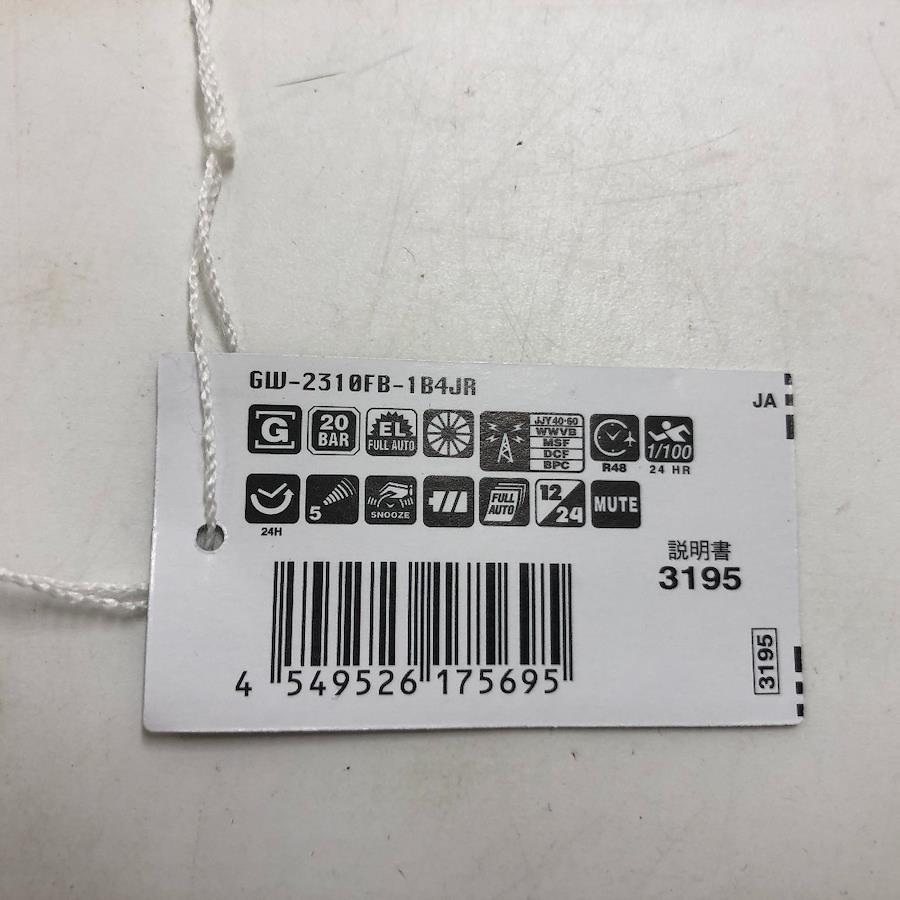 GW-2310FB-1B4JR
JA
G
20 BAR
EL FULL AUTO
JJY40•60
WWVB
MSF
DCF
BPC
R48
1/100
24 HR
24H
5
SNOOZE
FULL AUTO
12/24
MUTE
説明書
3195
3195
4 549526 175695